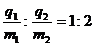 q₁/m₁ : q₂/m₂ = 1 : 2